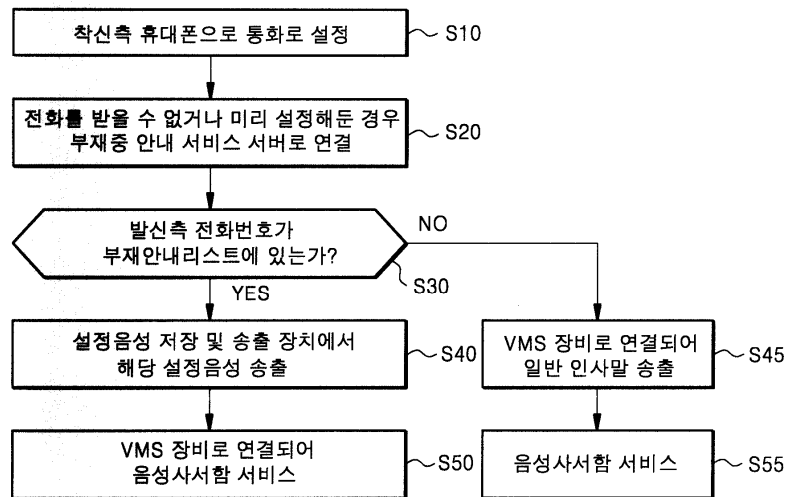 착신측 휴대폰으로 통화로 설정
S10
전화를 받을 수 없거나 미리 설정해둔 경우
부재중 안내 서비스 서버로 연결
S20
발신측 전화번호가
부재안내리스트에 있는가?
NO
S30
YES
설정음성 저장 및 송출 장치에서
해당 설정음성 송출
S40
VMS 장비로 연결되어
일반 인사말 송출
S45
VMS 장비로 연결되어
음성사서함 서비스
S50
음성사서함 서비스
S55